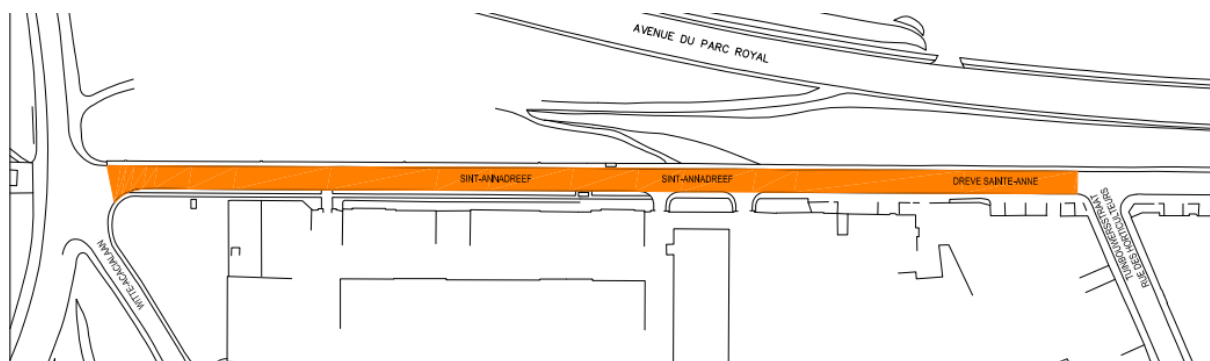 AVENUE DU PARC ROYAL
SINT-ANNADREEF
SINT-ANNADREEF
DREVE SAINTE-ANNE
WITTE-ACACIALAAN
TUINBOUWERSSTRAAT
RUE DES HORTICULTEURS